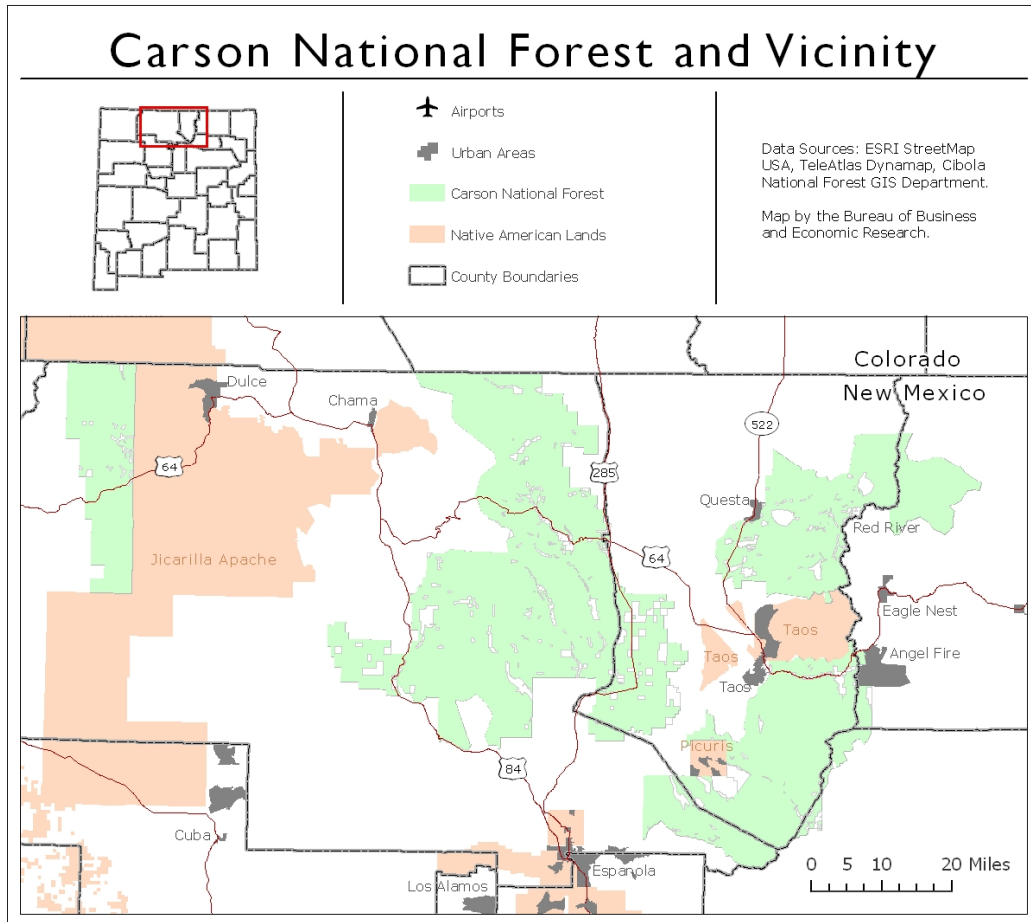 Carson National Forest and Vicinity
Airports
Urban Areas
Carson National Forest
Native American Lands
County Boundaries
Data Sources: ESRI StreetMap
USA, TeleAtlas Dynamap, Cibola
National Forest GIS Department.
Map by the Bureau of Business
and Economic Research.
Colorado
New Mexico
Dulce
Chama
522
64
285
Questa
Red River
Jicarilla Apache
64
Eagle Nest
Taos
Angel Fire
Taos
Taos
Picuris
84
Cuba
Espanola
Los Alamos
0 5 10 20 Miles